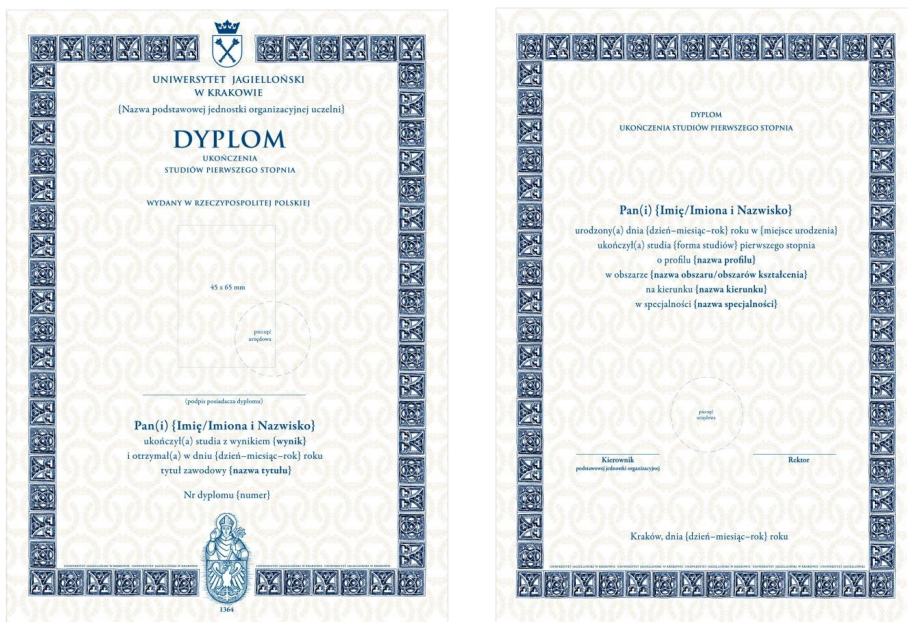 UNIWERSYTET JAGIELLOŃSKI
W KRAKOWIE
{Nazwa podstawowej jednostki organizacyjnej uczelni}
DYPLOM
UKOŃCZENIA
STUDIÓW PIERWSZEGO STOPNIA
WYDANY W RZECZYPOSPOLITEJ POLSKIEJ
45 x 65 mm
pieczęć
urzędowa
(podpis posiadacza dyplomu)
Pan(i) {Imię/Imiona i Nazwisko}
ukończył(a) studia z wynikiem {wynik}
i otrzymał(a) w dniu {dzień–miesiąc–rok} roku
tytuł zawodowy {nazwa tytułu}
Nr dyplomu {numer}
1364
DYPLOM
UKOŃCZENIA STUDIÓW PIERWSZEGO STOPNIA
Pan(i) {Imię/Imiona i Nazwisko}
urodzony(a) dnia {dzień–miesiąc–rok} roku w {miejsce urodzenia}
ukończył(a) studia {forma studiów} pierwszego stopnia
o profilu {nazwa profilu}
w obszarze {nazwa obszaru/obszarów kształcenia}
na kierunku {nazwa kierunku}
w specjalności {nazwa specjalności}
pieczęć
urzędowa
Kierownik
podstawowej jednostki organizacyjnej
Rektor
Kraków, dnia {dzień–miesiąc–rok} roku